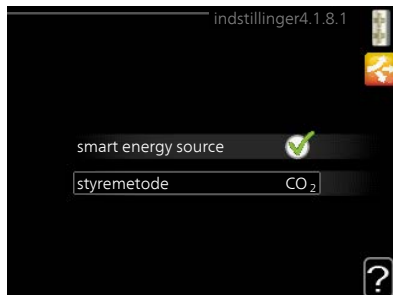 indstillinger4.1.8.1
smart energy source
styremetode CO₂
?